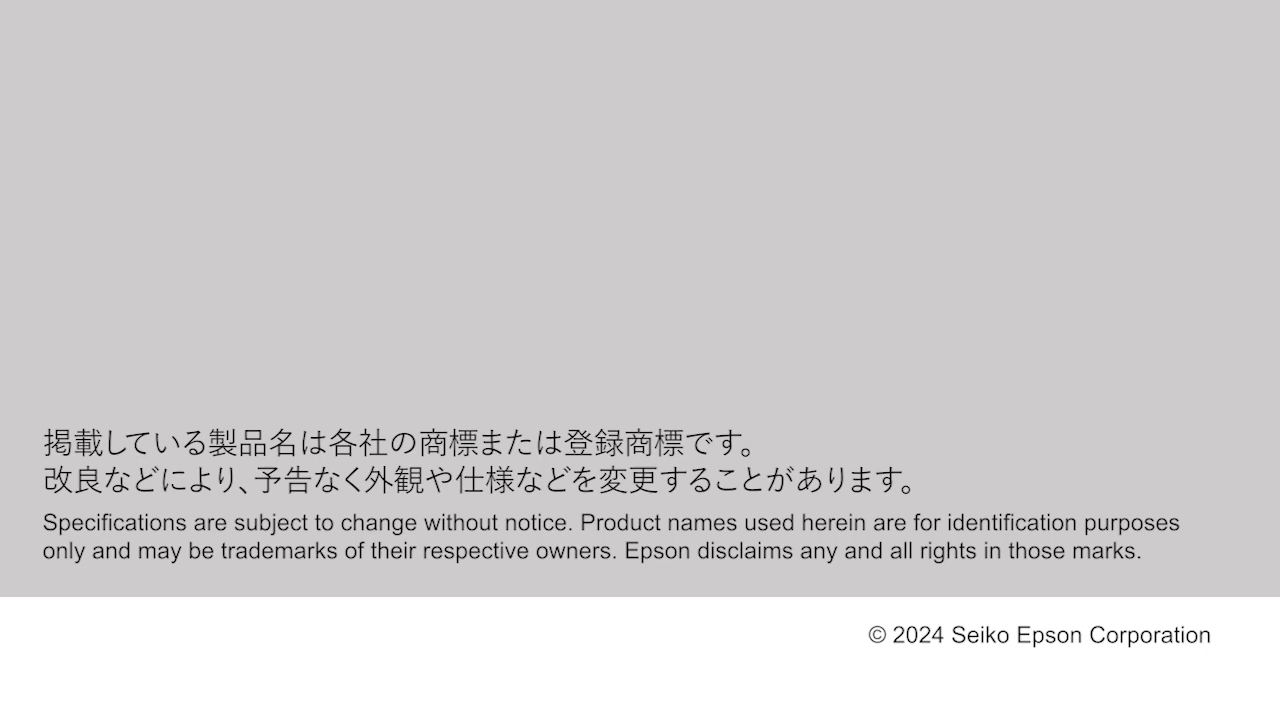 掲載している製品名は各社の商標または登録商標です。
改良などにより、予告なく外観や仕様などを変更することがあります。
Specifications are subject to change without notice. Product names used herein are for identification purposes
only and may be trademarks of their respective owners. Epson disclaims any and all rights in those marks.
© 2024 Seiko Epson Corporation